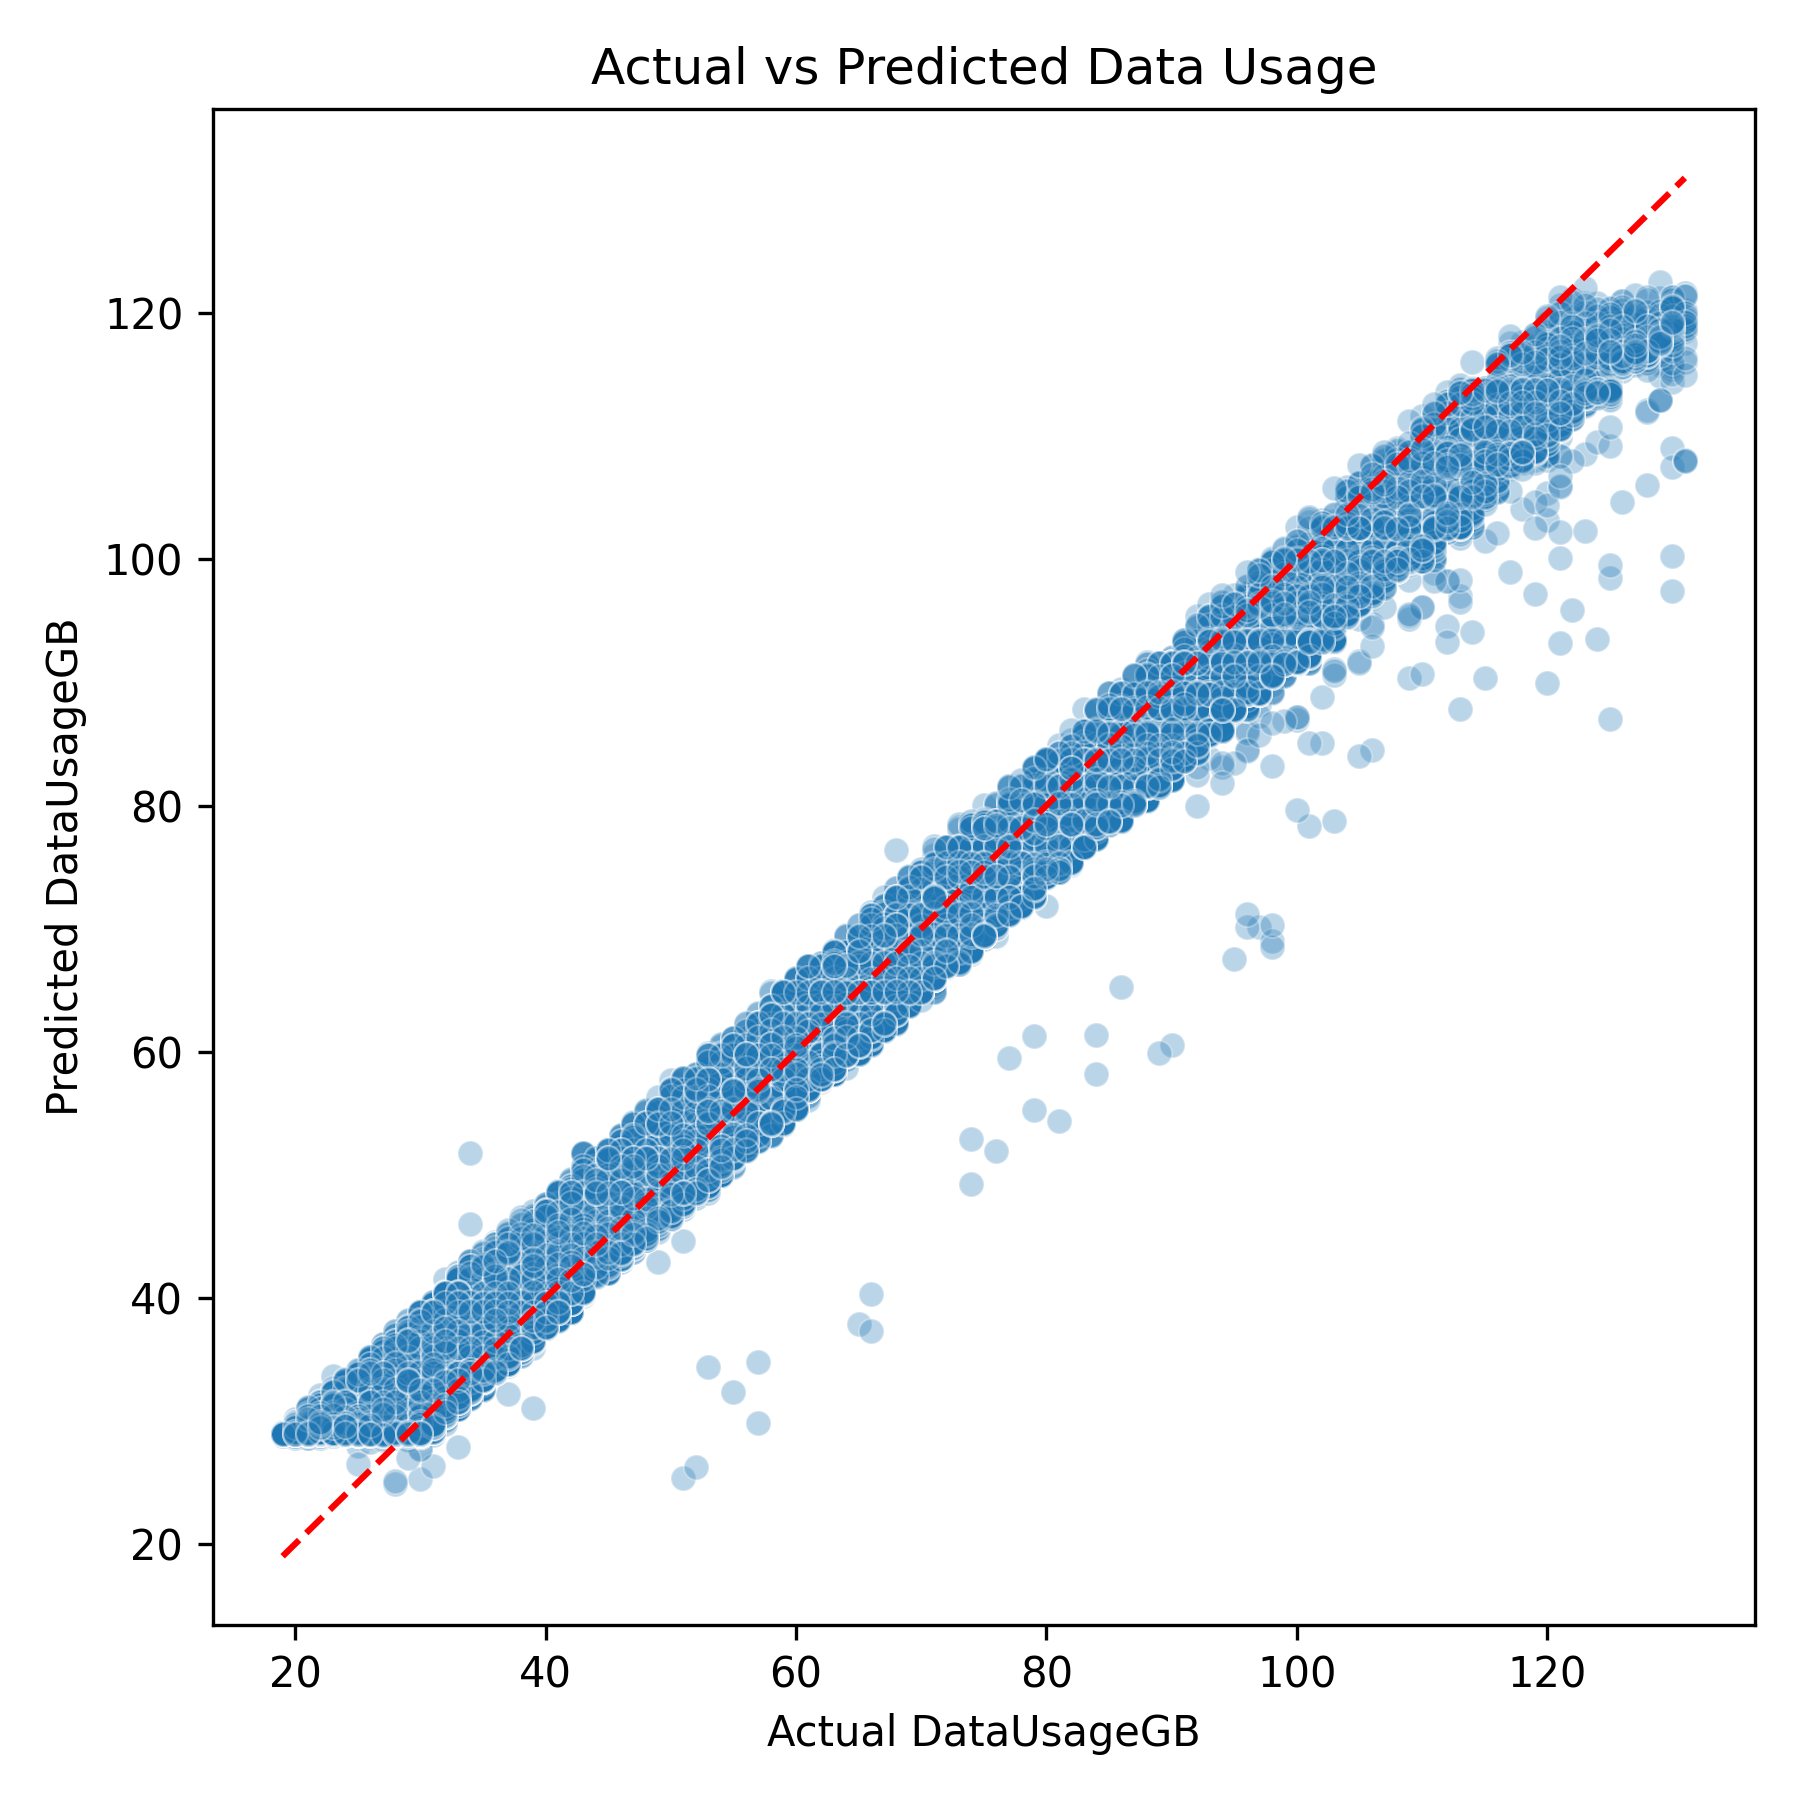 Actual vs Predicted Data Usage
120
100
80
60
40
20
Predicted DataUsageGB
20 40 60 80 100 120
Actual DataUsageGB